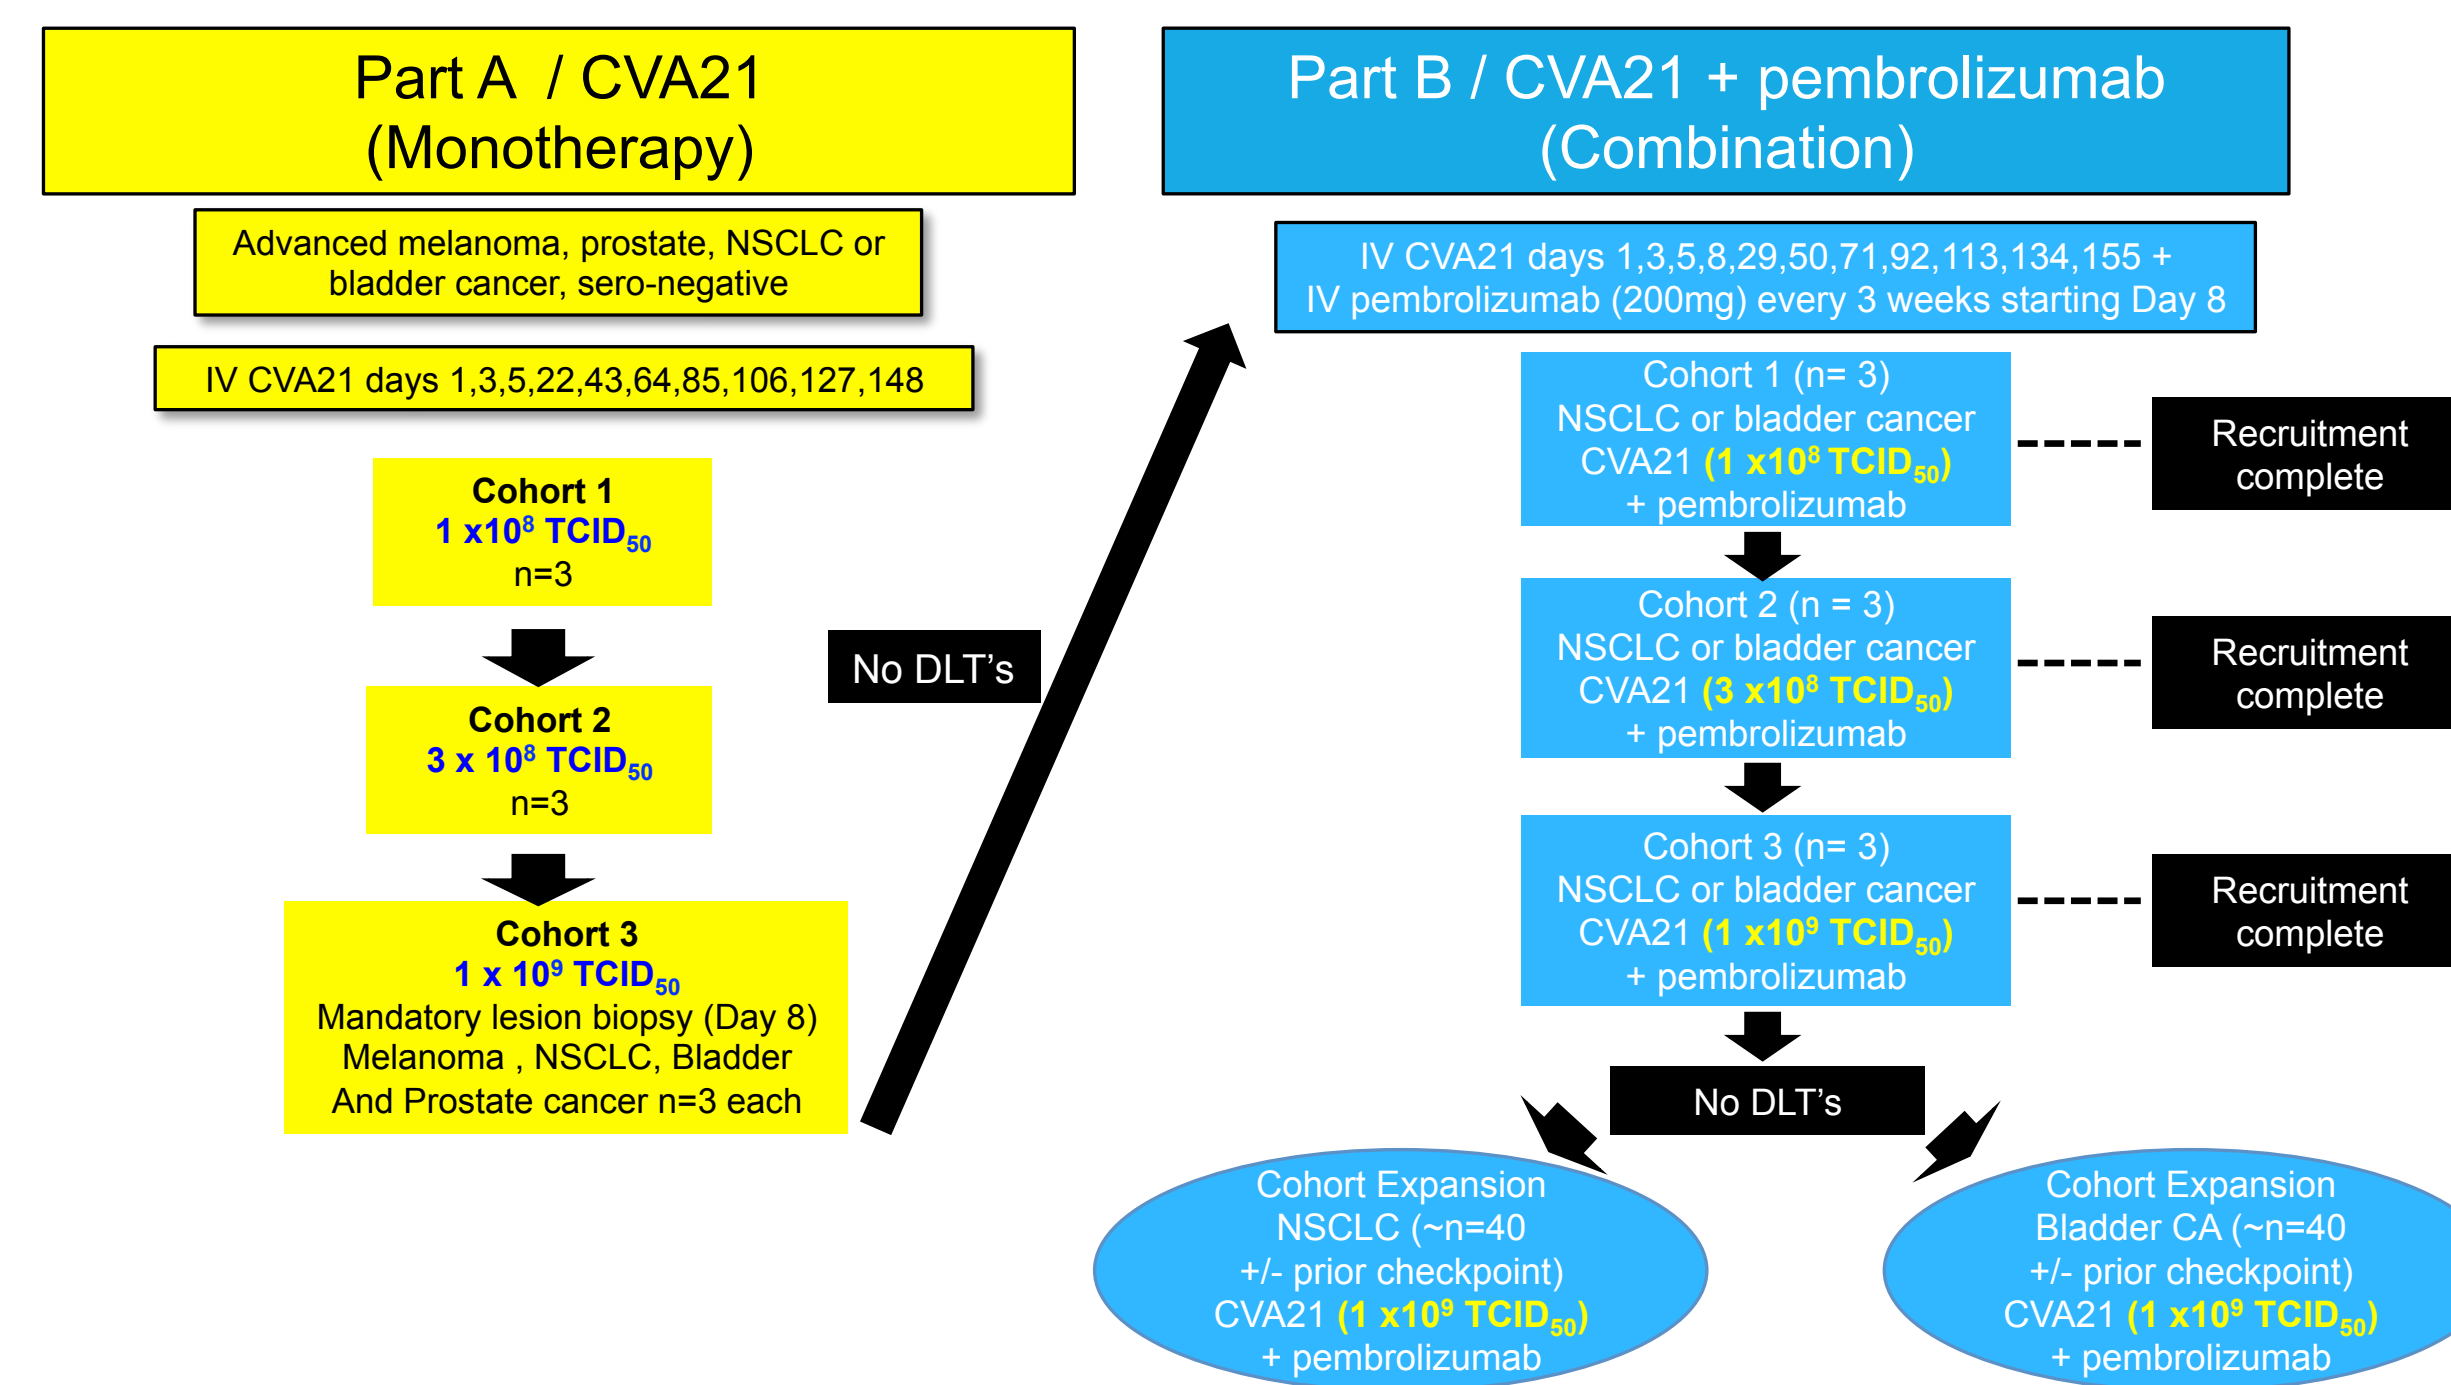 Part A / CVA21
(Monotherapy)
Advanced melanoma, prostate, NSCLC or
bladder cancer, sero-negative
IV CVA21 days 1,3,5,22,43,64,85,106,127,148
Cohort 1
1 x10⁸ TCID₅₀
n=3
Cohort 2
3 x 10⁸ TCID₅₀
n=3
Cohort 3
1 x 10⁹ TCID₅₀
Mandatory lesion biopsy (Day 8)
Melanoma , NSCLC, Bladder
And Prostate cancer n=3 each
No DLT’s
Part B / CVA21 + pembrolizumab
(Combination)
IV CVA21 days 1,3,5,8,29,50,71,92,113,134,155 +
IV pembrolizumab (200mg) every 3 weeks starting Day 8
Cohort 1 (n= 3)
NSCLC or bladder cancer
CVA21 (1 x10⁸ TCID₅₀)
+ pembrolizumab
Recruitment
complete
Cohort 2 (n = 3)
NSCLC or bladder cancer
CVA21 (3 x10⁸ TCID₅₀)
+ pembrolizumab
Recruitment
complete
Cohort 3 (n= 3)
NSCLC or bladder cancer
CVA21 (1 x10⁹ TCID₅₀)
+ pembrolizumab
Recruitment
complete
No DLT’s
Cohort Expansion
NSCLC (~n=40
+/- prior checkpoint)
CVA21 (1 x10⁹ TCID₅₀)
+ pembrolizumab
Cohort Expansion
Bladder CA (~n=40
+/- prior checkpoint)
CVA21 (1 x10⁹ TCID₅₀)
+ pembrolizumab